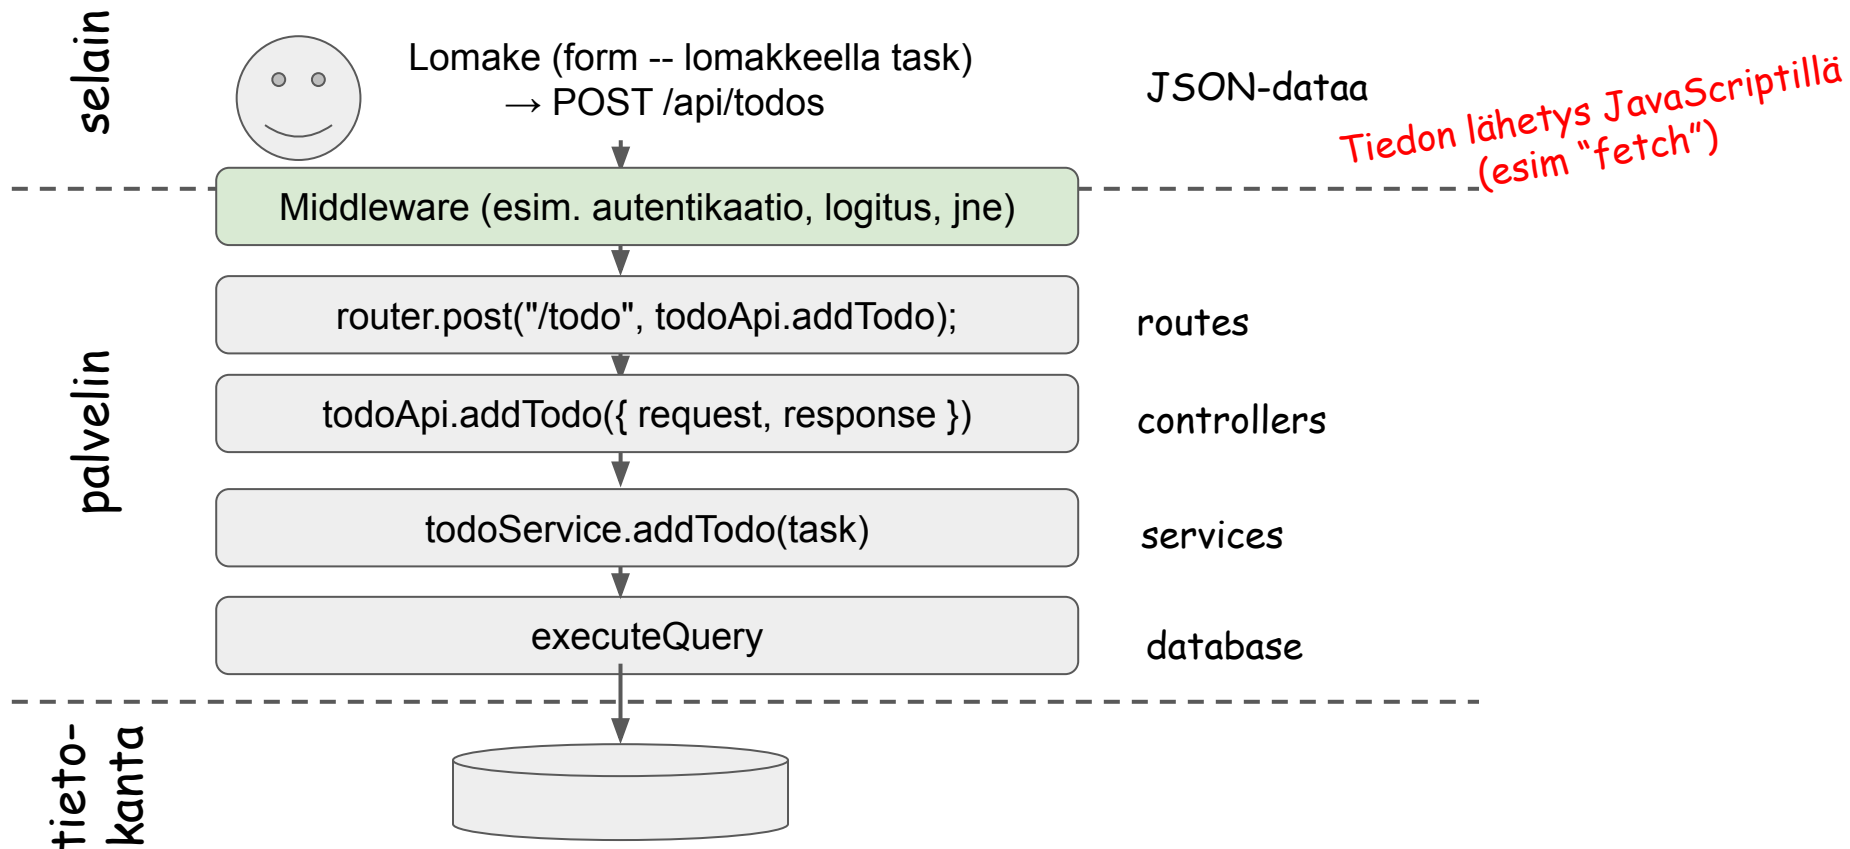 selain
Lomake (form -- lomakkeella task)
→ POST /api/todos
JSON-dataa
Tiedon lähetys JavaScriptillä
(esim “fetch”)
Middleware (esim. autentikaatio, logitus, jne)
palvelin
router.post("/todo", todoApi.addTodo);
routes
todoApi.addTodo({ request, response })
controllers
todoService.addTodo(task)
services
executeQuery
database
tieto-
kanta